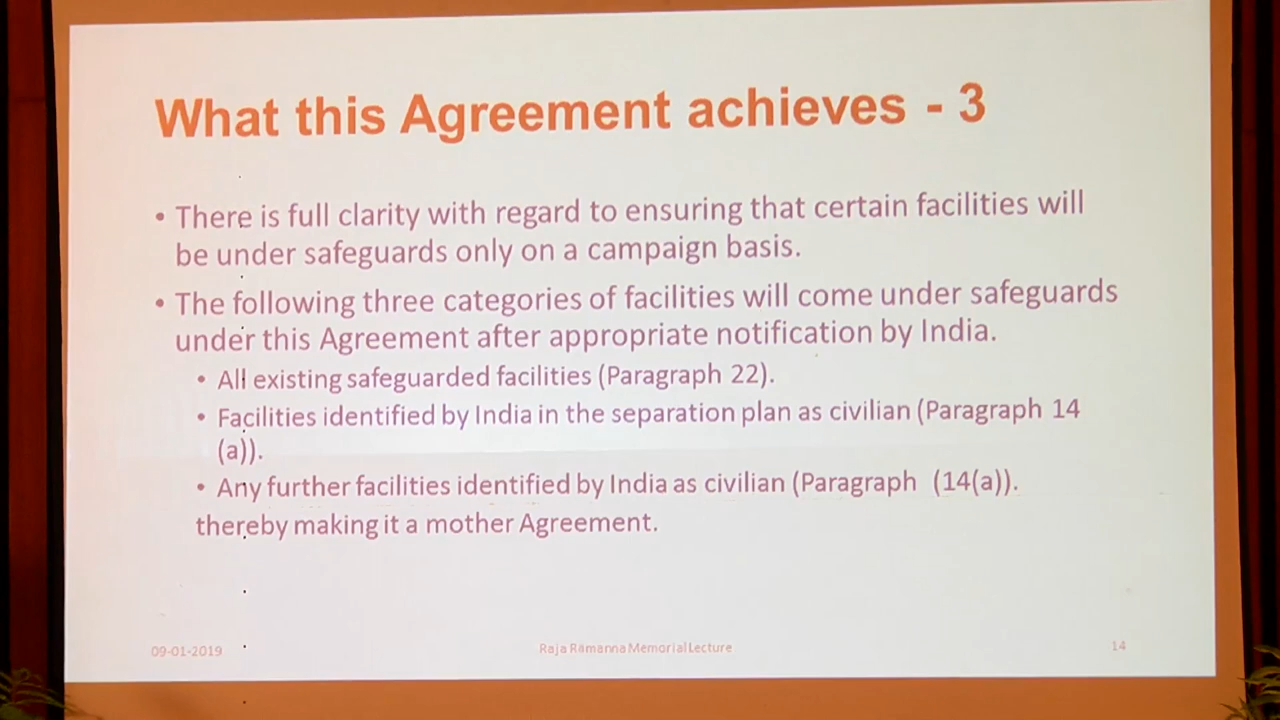 What this Agreement achieves - 3
• There is full clarity with regard to ensuring that certain facilities will
be under safeguards only on a campaign basis.
• The following three categories of facilities will come under safeguards
under this Agreement after appropriate notification by India.
• All existing safeguarded facilities (Paragraph 22).
• Facilities identified by India in the separation plan as civilian (Paragraph 14
(a)).
• Any further facilities identified by India as civilian (Paragraph (14(a)).
thereby making it a mother Agreement.
09-01-2019 Raja Ramanna Memorial Lecture 14